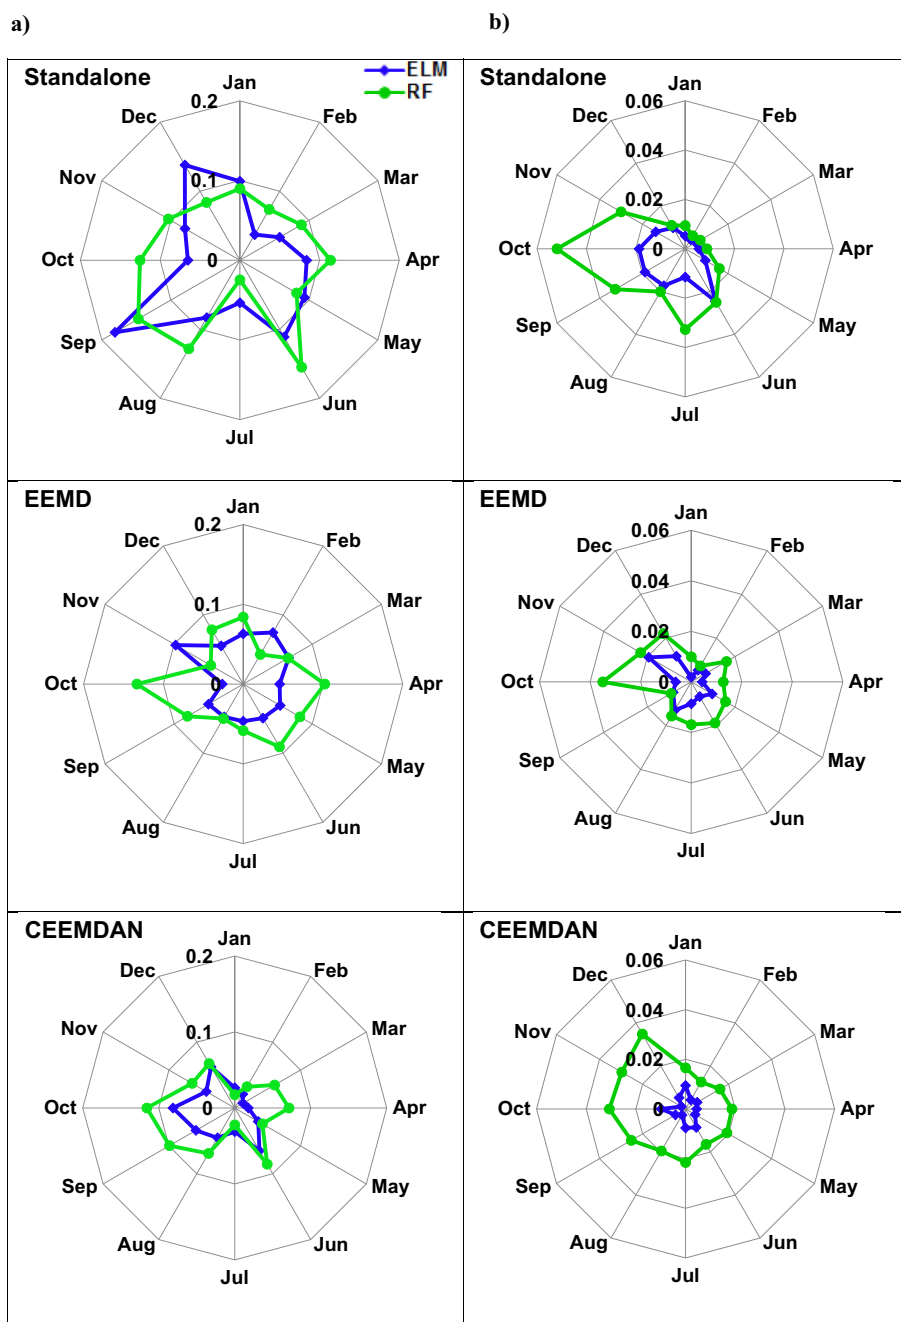 a)
b)
Standalone
Jan
ELM
RF
0.2
Dec
Feb
Nov
0.1
Mar
Oct
0
Apr
Sep
May
Aug
Jun
Jul
Standalone
Jan
0.06
Dec
Feb
0.04
Nov
Mar
0.02
Oct
0
Apr
Sep
May
Aug
Jun
Jul
EEMD
Jan
0.2
Dec
Feb
Nov
0.1
Mar
Oct
0
Apr
Sep
May
Aug
Jun
Jul
EEMD
Jan
0.06
Dec
Feb
0.04
Nov
Mar
0.02
Oct
0
Apr
Sep
May
Aug
Jun
Jul
CEEMDAN
Jan
0.2
Dec
Feb
Nov
0.1
Mar
Oct
0
Apr
Sep
May
Aug
Jun
Jul
CEEMDAN
Jan
0.06
Dec
Feb
0.04
Nov
Mar
0.02
Oct
0
Apr
Sep
May
Aug
Jun
Jul